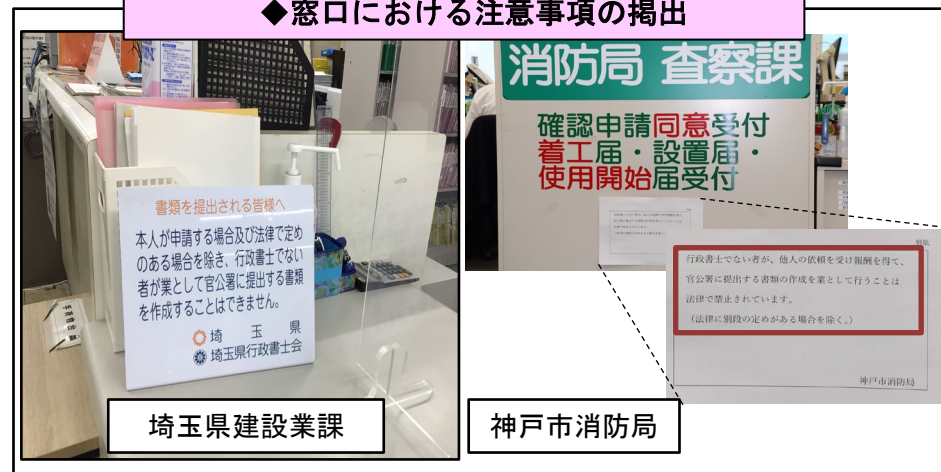 ◆窓口における注意事項の掲出
書類を提出される皆様へ
本人が申請する場合及び法律で定め
のある場合を除き、行政書士でない
者が業として官公署に提出する書類
を作成することはできません。
埼玉県
埼玉県行政書士会
埼玉県建設業課
消防局 査察課
確認申請同意受付
着工届・設置届・
使用開始届受付
行政書士でない者が、他人の依頼を受け報酬を得て、
官公署に提出する書類の作成を業として行うことは
法律で禁止されています。
（法律に別段の定めがある場合を除く。）
神戸市消防局
神戸市消防局